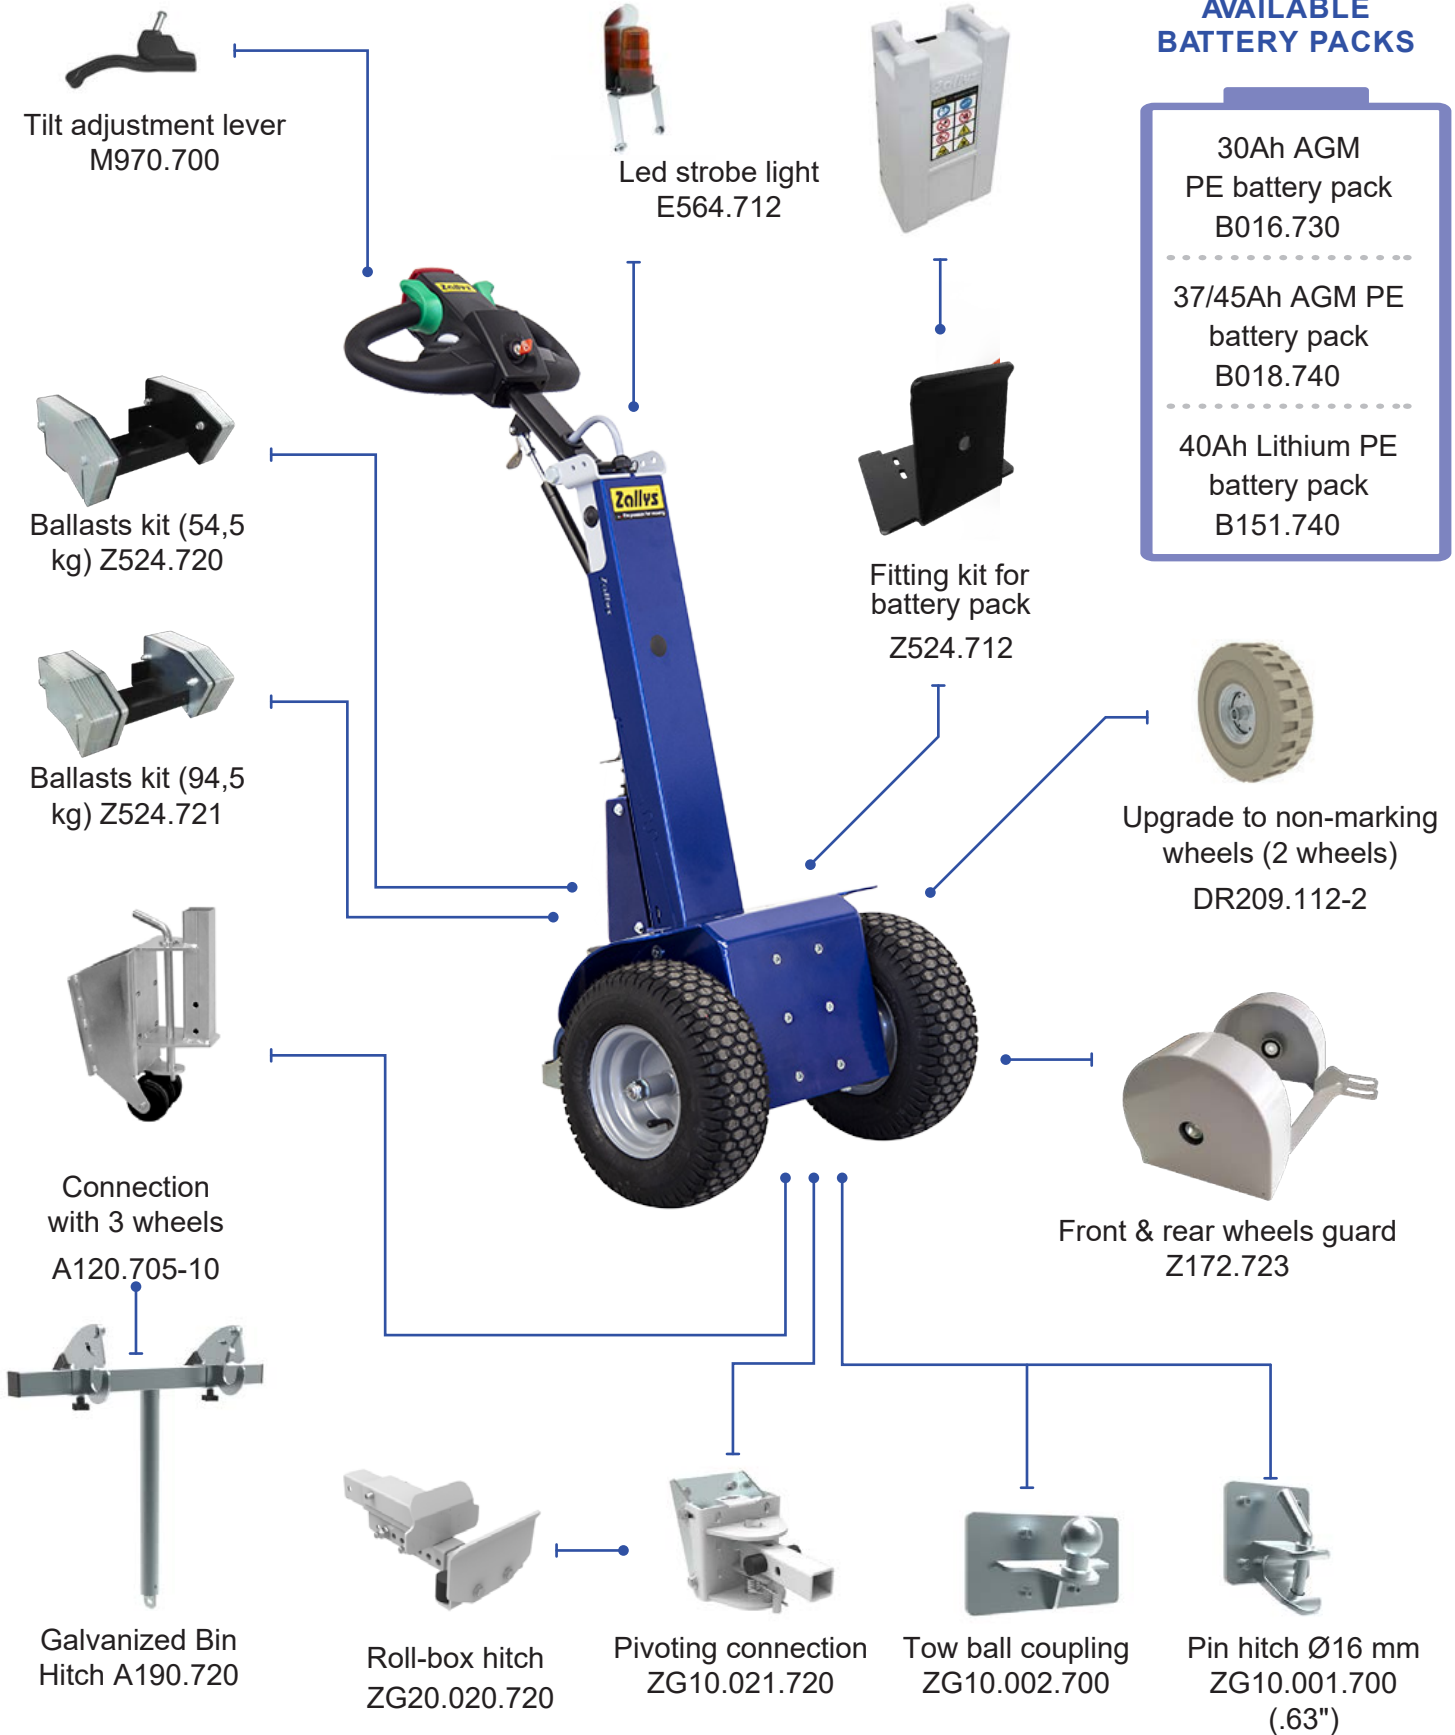 AVAILABLE
BATTERY PACKS
Tilt adjustment lever
M970.700
Led strobe light
E564.712
30Ah AGM
PE battery pack
B016.730
37/45Ah AGM PE
battery pack
B018.740
40Ah Lithium PE
battery pack
B151.740
Zallys
Zallys
Zallys
Ballasts kit (54,5
kg) Z524.720
Fitting kit for
battery pack
Z524.712
Ballasts kit (94,5
kg) Z524.721
Upgrade to non-marking
wheels (2 wheels)
DR209.112-2
Connection
with 3 wheels
A120.705-10
Front & rear wheels guard
Z172.723
Galvanized Bin
Hitch A190.720
Roll-box hitch
ZG20.020.720
Pivoting connection
ZG10.021.720
Tow ball coupling
ZG10.002.700
Pin hitch Ø16 mm
ZG10.001.700
(.63")